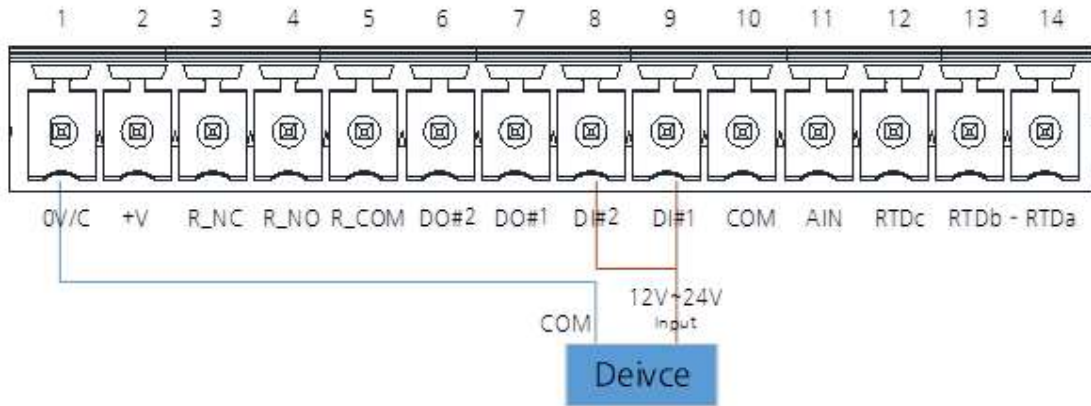 1 2 3 4 5 6 7 8 9 10 11 12 13 14
0V/C +V R_NC R_NO R_COM DO#2 DO#1 DI#2 DI#1 COM AIN RTDc RTDb - RTDa
12V~24V
COM Input
Deivce